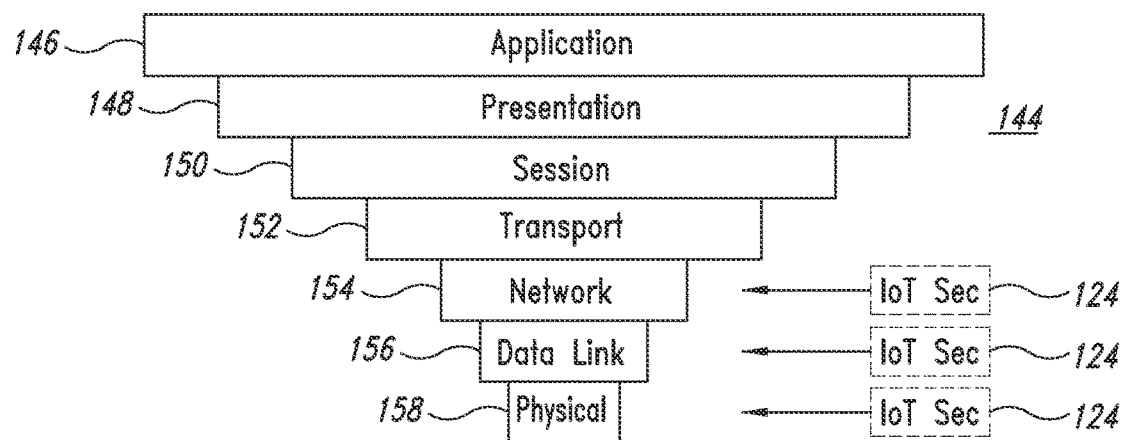 146 Application
148 Presentation
144
150 Session
152 Transport
154 Network IoT Sec 124
156 Data Link IoT Sec 124
158 Physical IoT Sec 124